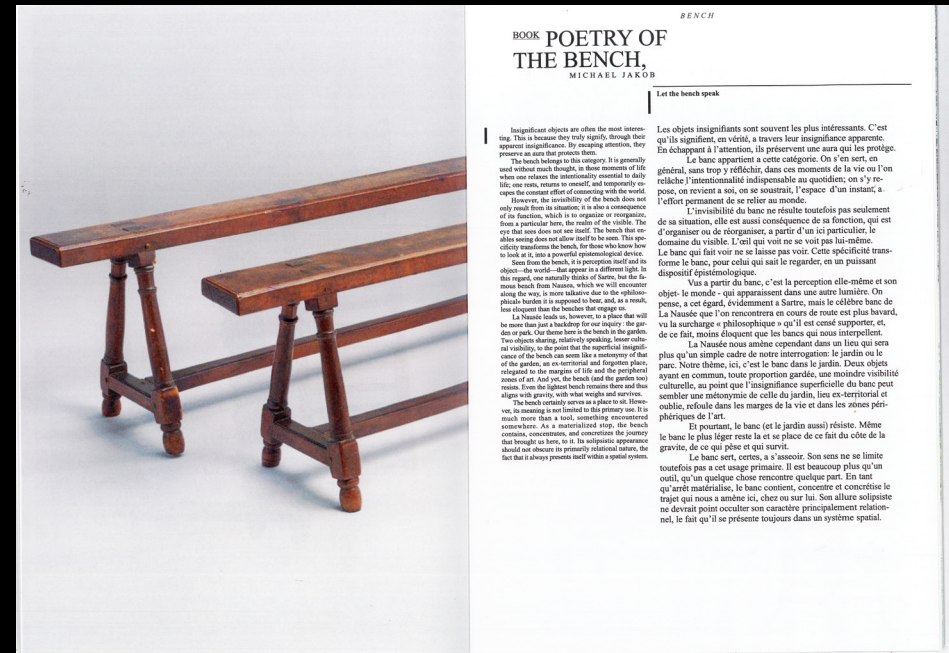 BENCH
BOOK POETRY OF
THE BENCH,
MICHAEL JAKOB
Let the bench speak
Insignificant objects are often the most interes-
ting. This is because they truly signify, through their
apparent insignificance. By escaping attention, they
preserve an aura that protects them.
The bench belongs to this category. It is generally
used without much thought, in those moments of life
when one relaxes the intentionality essential to daily
life; one rests, returns to oneself, and temporarily es-
capes the constant effort of connecting with the world.
However, the invisibility of the bench does not
only result from its situation; it is also a consequence
of its function, which is to organize or reorganize,
from a particular here, the realm of the visible. The
eye that sees does not see itself. The bench that en-
ables seeing does not allow itself to be seen. This spe-
cificity transforms the bench, for those who know how
to look at it, into a powerful epistemological device.
Seen from the bench, it is perception itself and its
object—the world—that appear in a different light. In
this regard, one naturally thinks of Sartre, but the fa-
mous bench from Nausea, which we will encounter
along the way, is more talkative due to the «philoso-
phical» burden it is supposed to bear, and, as a result,
less eloquent than the benches that engage us.
La Nausée leads us, however, to a place that will
be more than just a backdrop for our inquiry : the gar-
den or park. Our theme here is the bench in the garden.
Two objects sharing, relatively speaking, lesser cultu-
ral visibility, to the point that the superficial insignifi-
cance of the bench can seem like a metonymy of that
of the garden, an ex-territorial and forgotten place,
relegated to the margins of life and the peripheral
zones of art. And yet, the bench (and the garden too)
resists. Even the lightest bench remains there and thus
aligns with gravity, with what weighs and survives.
The bench certainly serves as a place to sit. Howe-
ver, its meaning is not limited to this primary use. It is
much more than a tool, something encountered
somewhere. As a materialized stop, the bench
contains, concentrates, and concretizes the journey
that brought us here, to it. Its solipsistic appearance
should not obscure its primarily relational nature, the
fact that it always presents itself within a spatial system.
Les objets insignifiants sont souvent les plus intéressants. C’est
qu’ils signifient, en vérité, a travers leur insignifiance apparente.
En échappant à l’attention, ils préservent une aura qui les protège.
Le banc appartient a cette catégorie. On s’en sert, en
général, sans trop y réfléchir, dans ces moments de la vie ou l’on
relâche l’intentionnalité indispensable au quotidien; on s’y re-
pose, on revient a soi, on se soustrait, l’espace d’un instant, a
l’effort permanent de se relier au monde.
L’invisibilité du banc ne résulte toutefois pas seulement
de sa situation, elle est aussi conséquence de sa fonction, qui est
d’organiser ou de réorganiser, a partir d’un ici particulier, le
domaine du visible. L’œil qui voit ne se voit pas lui-même.
Le banc qui fait voir ne se laisse pas voir. Cette spécificité trans-
forme le banc, pour celui qui sait le regarder, en un puissant
dispositif épistémologique.
Vus a partir du banc, c’est la perception elle-même et son
objet- le monde - qui apparaissent dans une autre lumière. On
pense, a cet égard, évidemment a Sartre, mais le célèbre banc de
La Nausée que l’on rencontrera en cours de route est plus bavard,
vu la surcharge « philosophique » qu’il est censé supporter, et,
de ce fait, moins éloquent que les bancs qui nous interpellent.
La Nausée nous amène cependant dans un lieu qui sera
plus qu’un simple cadre de notre interrogation: le jardin ou le
parc. Notre thème, ici, c’est le banc dans le jardin. Deux objets
ayant en commun, toute proportion gardée, une moindre visibilité
culturelle, au point que l’insignifiance superficielle du banc peut
sembler une métonymie de celle du jardin, lieu ex-territorial et
oublie, refoule dans les marges de la vie et dans les zones péri-
phériques de l’art.
Et pourtant, le banc (et le jardin aussi) résiste. Même
le banc le plus léger reste la et se place de ce fait du côte de la
gravite, de ce qui pèse et qui survit.
Le banc sert, certes, a s’asseoir. Son sens ne se limite
toutefois pas a cet usage primaire. Il est beaucoup plus qu’un
outil, qu’un quelque chose rencontre quelque part. En tant
qu’arrêt matérialise, le banc contient, concentre et concrétise le
trajet qui nous a amène ici, chez ou sur lui. Son allure solipsiste
ne devrait point occulter son caractère principalement relation-
nel, le fait qu’il se présente toujours dans un système spatial.